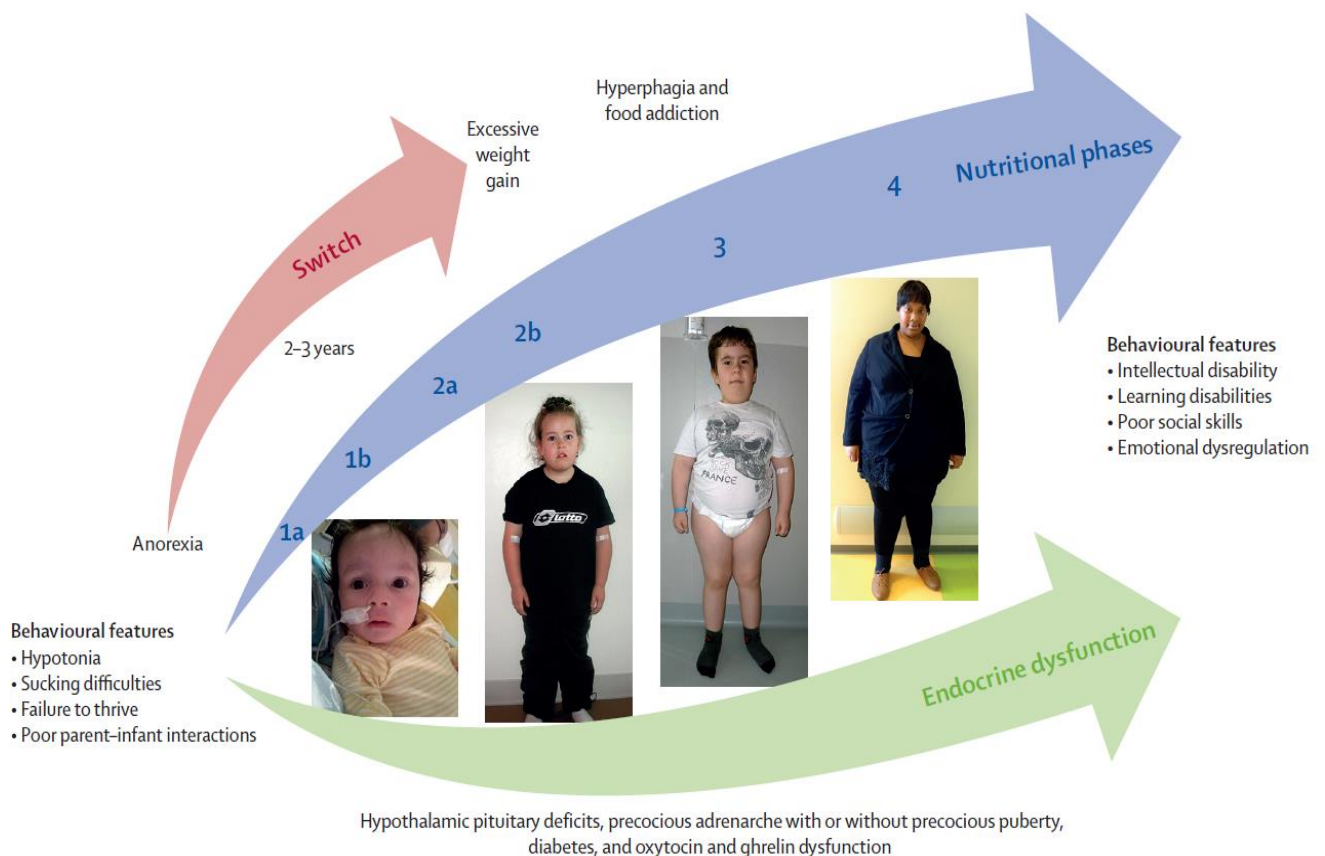 Hyperphagia and
food addiction
Excessive
weight
gain
Nutritional phases
4
3
Switch
2–3 years
2b
2a
1b
1a
Anorexia
Behavioural features
• Intellectual disability
• Learning disabilities
• Poor social skills
• Emotional dysregulation
lotto
FRANCE
Behavioural features
• Hypotonia
• Sucking difficulties
• Failure to thrive
• Poor parent–infant interactions
Endocrine dysfunction
Hypothalamic pituitary deficits, precocious adrenarche with or without precocious puberty,
diabetes, and oxytocin and ghrelin dysfunction